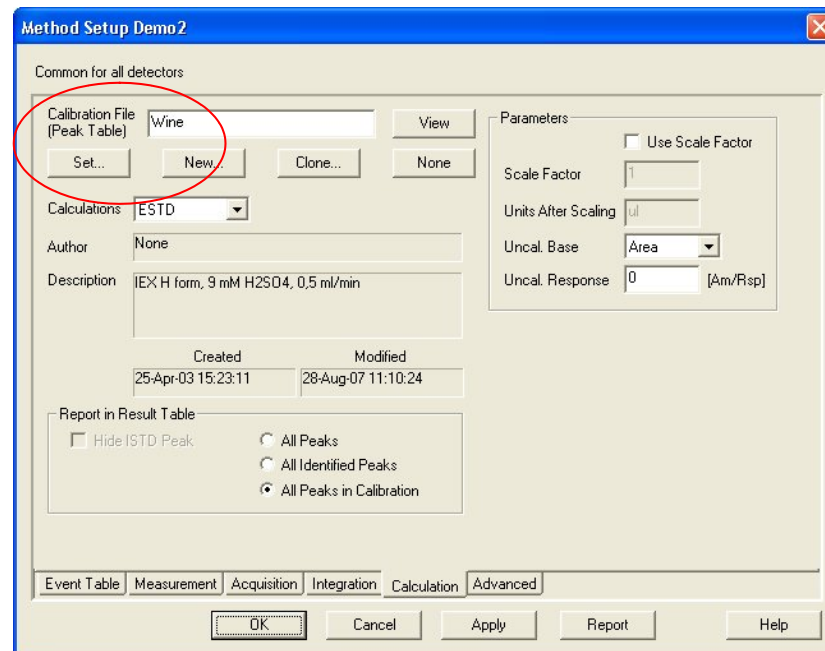 Method Setup Demo2
Common for all detectors
Calibration File
(Peak Table)
Wine
View
Set...
New...
Clone...
None
Calculations
ESTD
Author
None
Description
IEX H form, 9 mM H2SO4, 0,5 ml/min
Created
Modified
25-Apr-03 15:23:11
28-Aug-07 11:10:24
Report in Result Table
Hide ISTD Peak
All Peaks
All Identified Peaks
All Peaks in Calibration
Parameters
Use Scale Factor
Scale Factor
1
Units After Scaling
ul
Uncal. Base
Area
Uncal. Response
0
[Am/Rsp]
Event Table
Measurement
Acquisition
Integration
Calculation
Advanced
OK
Cancel
Apply
Report
Help